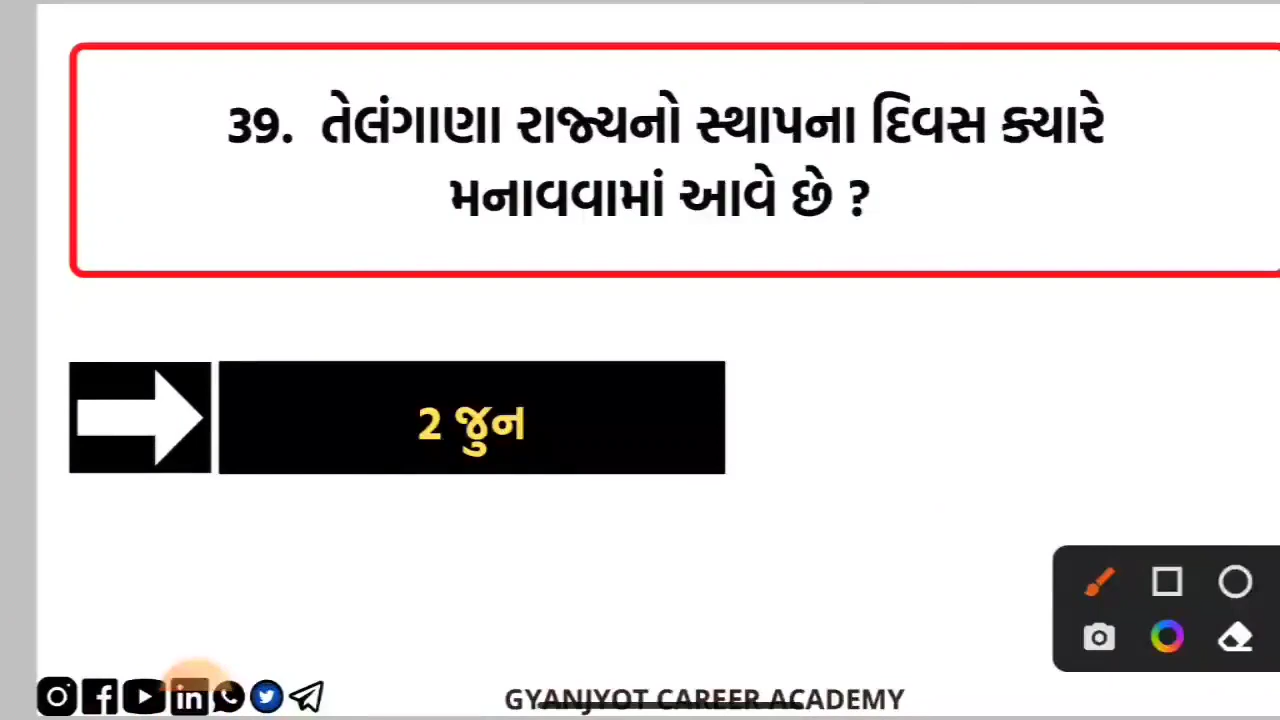 39. તેલંગાણા રાજ્યનો સ્થાપના દિવસ ક્યારે
મનાવવામાં આવે છે ?
2 જુન
GYANJYOT CAREER ACADEMY